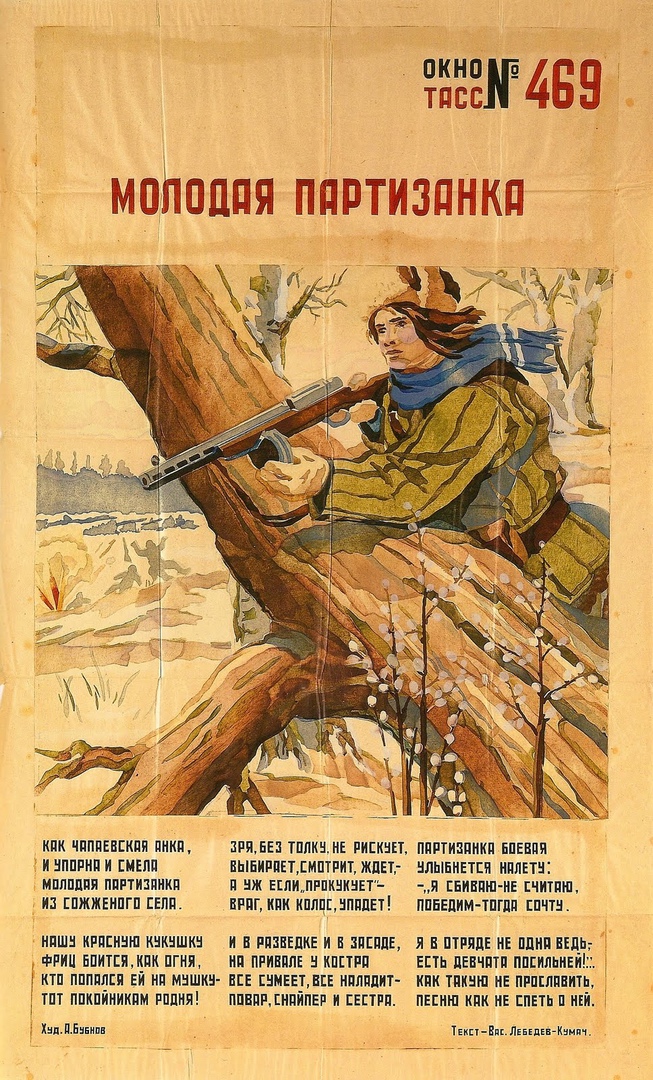 ОКНО № 469
ТАСС
МОЛОДАЯ ПАРТИЗАНКА
КАК ЧАПАЕВСКАЯ АНКА,
И УПОРНА И СМЕЛА
МОЛОДАЯ ПАРТИЗАНКА
ИЗ СОЖЖЕНОГО СЕЛА.
НАШУ КРАСНУЮ КУКУШКУ
ФРИЦ БОИТСЯ, КАК ОГНЯ,
КТО ПОПАЛСЯ ЕЙ НА МУШКУ-
ТОТ ПОКОЙНИКАМ РОДНЯ!
ЗРЯ, БЕЗ ТОЛКУ, НЕ РИСКУЕТ,
ВЫБИРАЕТ, СМОТРИТ, ЖДЕТ,-
А УЖ ЕСЛИ „ПРОКУКУЕТ"-
ВРАГ, КАК КОЛОС, УПАДЕТ!
И В РАЗВЕДКЕ И В ЗАСАДЕ,
НА ПРИВАЛЕ У КОСТРА
ВСЕ СУМЕЕТ, ВСЕ НАЛАДИТ-
ПОВАР, СНАЙПЕР И СЕСТРА.
ПАРТИЗАНКА БОЕВАЯ
УЛЫБНЕТСЯ НАЛЕТУ:
-„Я СБИВАЮ-НЕ СЧИТАЮ,
ПОБЕДИМ-ТОГДА СОЧТУ.
Я В ОТРЯДЕ НЕ ОДНА ВЕДЬ,-
ЕСТЬ ДЕВЧАТА ПОСИЛЬНЕЙ!"..
КАК ТАКУЮ НЕ ПРОСЛАВИТЬ,
ПЕСНЮ КАК НЕ СПЕТЬ О НЕЙ.
Худ. А.Бубнов
Текст-Вас. Лебедев-Кумач.